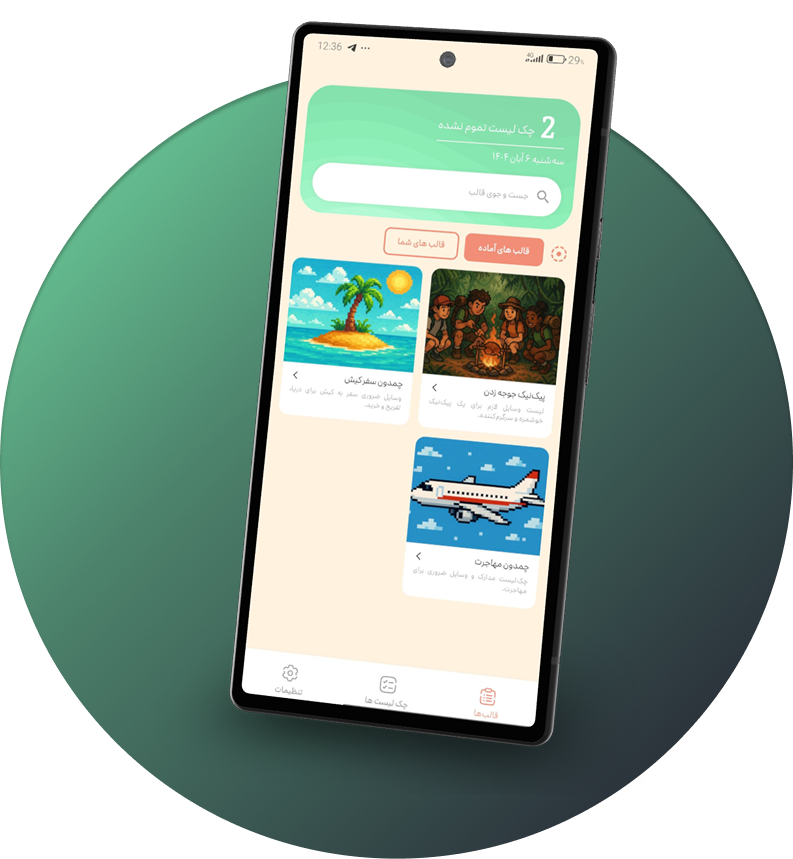 12:36
4G
29%
2 چک لیست تموم نشده
سه‌شنبه ۶ آبان ۱۴۰۴
جست و جوی قالب
قالب های آماده
قالب های شما
پیک‌نیک جوجه زدن
لیست وسایل لازم برای یک پیک‌نیک
خوشمزه و سرگرم‌کننده.
چمدون سفر کیش
وسایل ضروری سفر به کیش برای دریا،
تفریح و خرید.
چمدون مهاجرت
چک‌لیست مدارک و وسایل ضروری برای
مهاجرت.
قالب‌ها
چک لیست ها
تنظیمات